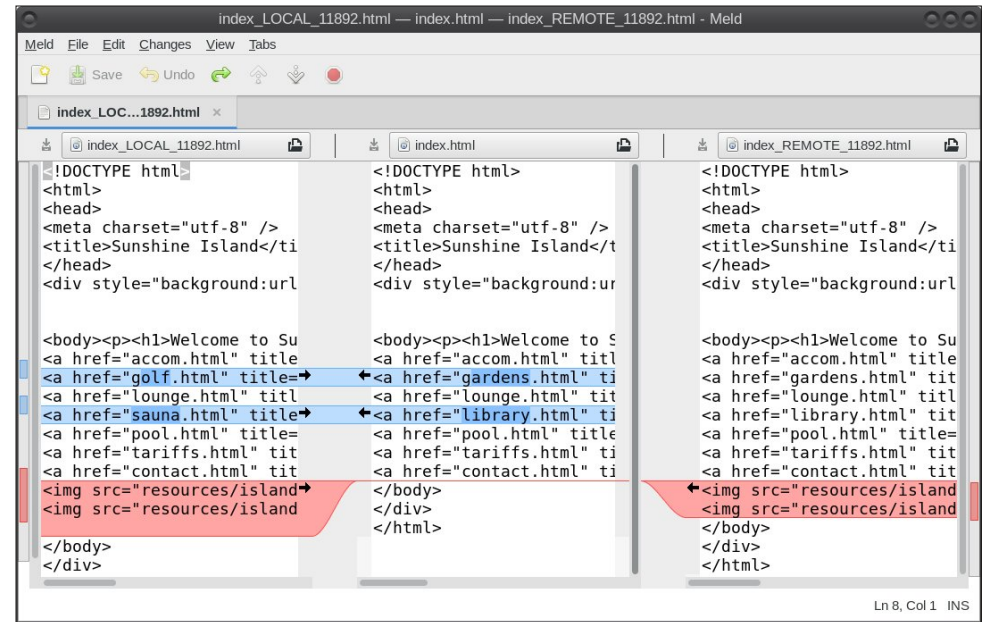 index_LOCAL_11892.html — index.html — index_REMOTE_11892.html - Meld
Meld File Edit Changes View Tabs
Save Undo
index_LOC...1892.html ×
index_LOCAL_11892.html
<!DOCTYPE html>
<html>
<head>
<meta charset="utf-8" />
<title>Sunshine Island</ti
</head>
<div style="background:url
<body><p><h1>Welcome to Su
<a href="accom.html" title
<a href="golf.html" title=
<a href="lounge.html" titl
<a href="sauna.html" title
<a href="pool.html" title=
<a href="tariffs.html" tit
<a href="contact.html" tit
<img src="resources/island
<img src="resources/island
</body>
</div>
index.html
<!DOCTYPE html>
<html>
<head>
<meta charset="utf-8" />
<title>Sunshine Island</t
</head>
<div style="background:ur
<body><p><h1>Welcome to S
<a href="accom.html" titl
<a href="gardens.html" ti
<a href="lounge.html" tit
<a href="library.html" ti
<a href="pool.html" title
<a href="tariffs.html" ti
<a href="contact.html" ti
</body>
</div>
</html>
index_REMOTE_11892.html
<!DOCTYPE html>
<html>
<head>
<meta charset="utf-8" />
<title>Sunshine Island</ti
</head>
<div style="background:url
<body><p><h1>Welcome to Su
<a href="accom.html" title
<a href="gardens.html" tit
<a href="lounge.html" titl
<a href="library.html" tit
<a href="pool.html" title=
<a href="tariffs.html" tit
<a href="contact.html" tit
<img src="resources/island
<img src="resources/island
</body>
</div>
</html>
Ln 8, Col 1 INS